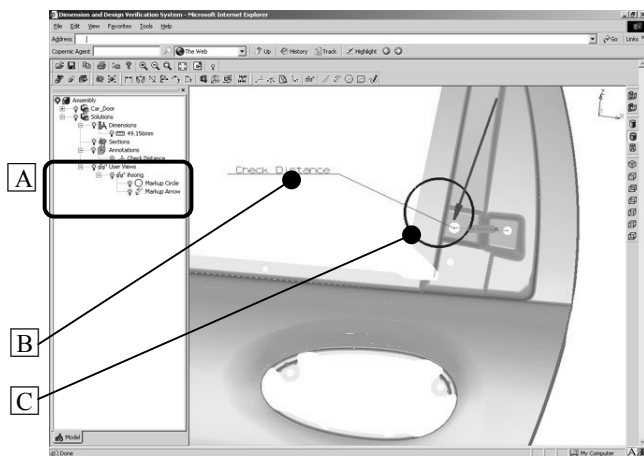 Dimension and Design Verification System - Microsoft Internet Explorer
File Edit View Favorites Tools Help
Address
Go Links
Copernic Agent The Web Up History Track Highlight
Assembly
Car_Door
Solutions
Dimensions
49.156mm
Sections
Annotations
Check Distance
User Views
Markup Circle
Markup Arrow
Check Distance
A
B
C
Model
Done
My Computer